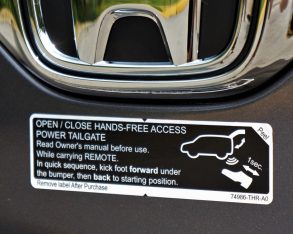 OPEN / CLOSE HANDS-FREE ACCESS
POWER TAILGATE
Read Owner's manual before use.
While carrying REMOTE.
In quick sequence, kick foot forward under
the bumper, then back to starting position.
Remove label After Purchase
Peel
1sec.
74986-THR-A0